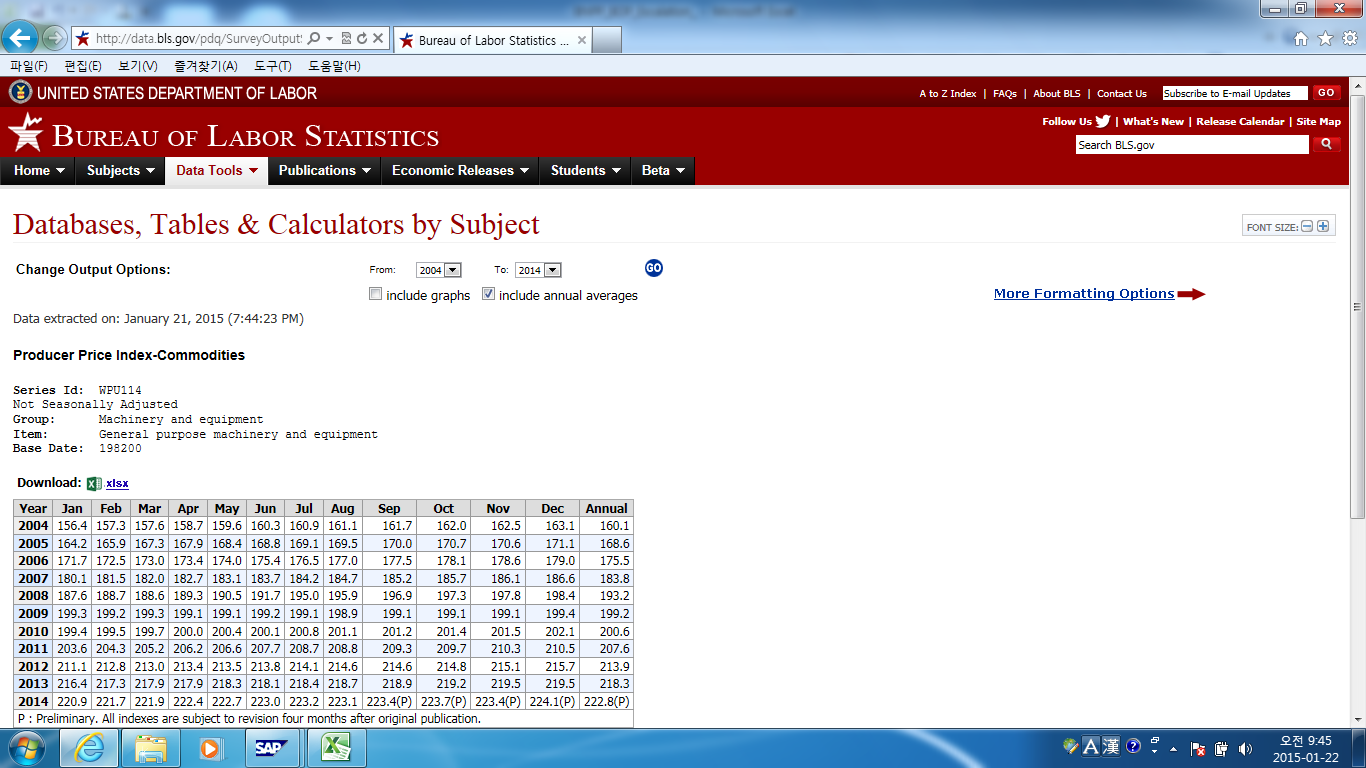 http://data.bls.gov/pdq/SurveyOutput
Bureau of Labor Statistics ...
파일(F) 편집(E) 보기(V) 즐겨찾기(A) 도구(T) 도움말(H)
UNITED STATES DEPARTMENT OF LABOR
A to Z Index | FAQs | About BLS | Contact Us Subscribe to E-mail Updates GO
BUREAU OF LABOR STATISTICS
Follow Us | What's New | Release Calendar | Site Map
Search BLS.gov
Home Subjects Data Tools Publications Economic Releases Students Beta
Databases, Tables & Calculators by Subject
FONT SIZE:
Change Output Options: From: 2004 To: 2014 GO
include graphs include annual averages
More Formatting Options
Data extracted on: January 21, 2015 (7:44:23 PM)
Producer Price Index-Commodities
Series Id: WPU114
Not Seasonally Adjusted
Group: Machinery and equipment
Item: General purpose machinery and equipment
Base Date: 198200
Download: .xlsx
Year Jan Feb Mar Apr May Jun Jul Aug Sep Oct Nov Dec Annual
2004 156.4 157.3 157.6 158.7 159.6 160.3 160.9 161.1 161.7 162.0 162.5 163.1 160.1
2005 164.2 165.9 167.3 167.9 168.4 168.8 169.1 169.5 170.0 170.7 170.6 171.1 168.6
2006 171.7 172.5 173.0 173.4 174.0 175.4 176.5 177.0 177.5 178.1 178.6 179.0 175.5
2007 180.1 181.5 182.0 182.7 183.1 183.7 184.2 184.7 185.2 185.7 186.1 186.6 183.8
2008 187.6 188.7 188.6 189.3 190.5 191.7 195.0 195.9 196.9 197.3 197.8 198.4 193.2
2009 199.3 199.2 199.3 199.1 199.1 199.2 199.1 198.9 199.1 199.1 199.1 199.4 199.2
2010 199.4 199.5 199.7 200.0 200.4 200.1 200.8 201.1 201.2 201.4 201.5 202.1 200.6
2011 203.6 204.3 205.2 206.2 206.6 207.7 208.7 208.8 209.3 209.7 210.3 210.5 207.6
2012 211.1 212.8 213.0 213.4 213.5 213.8 214.1 214.6 214.6 214.8 215.1 215.7 213.9
2013 216.4 217.3 217.9 217.9 218.3 218.1 218.4 218.7 218.9 219.2 219.5 219.5 218.3
2014 220.9 221.7 221.9 222.4 222.7 223.0 223.2 223.1 223.4(P) 223.7(P) 223.4(P) 224.1(P) 222.8(P)
P : Preliminary. All indexes are subject to revision four months after original publication.
SAP
A 漢
오전 9:45
2015-01-22